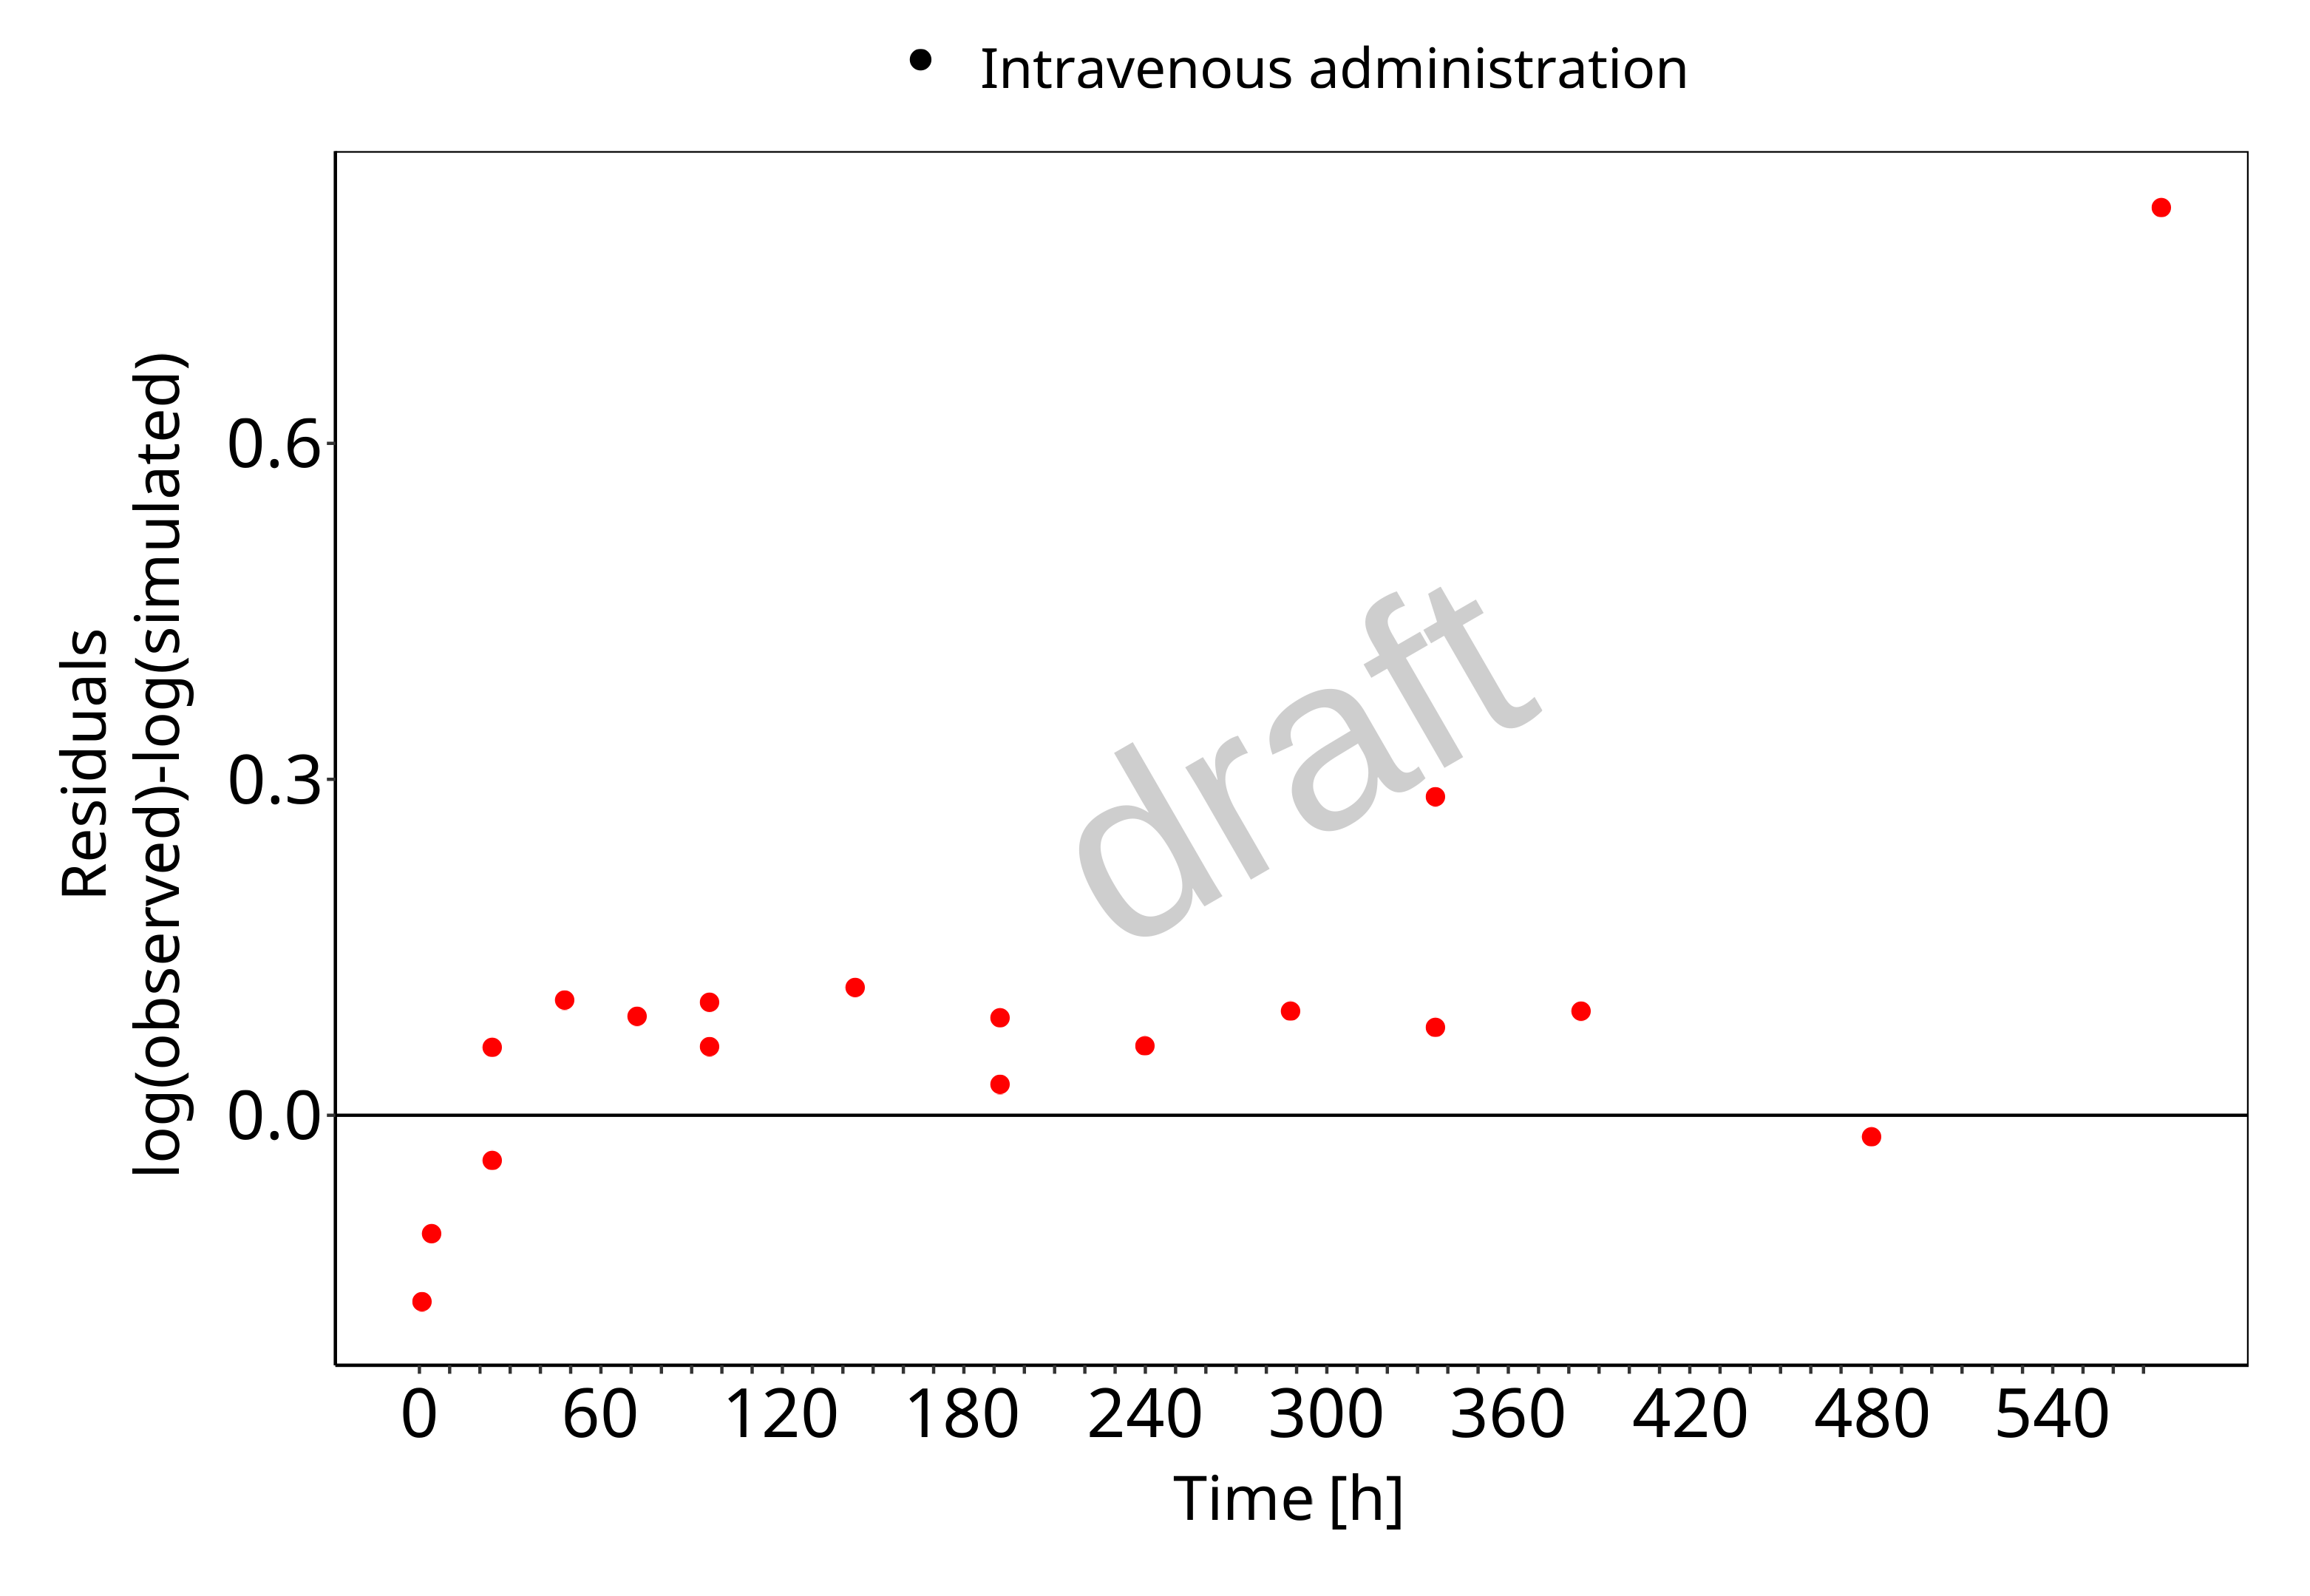 Intravenous administration
Residuals
log(observed)-log(simulated)
0.6
0.3
0.0
draft
0 60 120 180 240 300 360 420 480 540
Time [h]